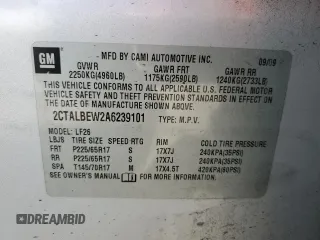 GM
MFD BY CAMI AUTOMOTIVE INC. 09/09
GVWR GAWR FRT GAWR RR
2250KG(4960LB) 1175KG(2590LB) 1240KG(2733LB)
THIS VEHICLE CONFORMS TO ALL APPLICABLE U.S. FEDERAL MOTOR
VEHICLE SAFETY AND THEFT PREVENTION STANDARDS IN EFFECT ON
THE DATE OF MANUFACTURE SHOWN ABOVE.
2CTALBEW2A6239101 TYPE: M.P.V.
MODEL: LF26
TIRE SIZE SPEED RTG RIM COLD TIRE PRESSURE
FRT P225/65R17 S 17X7J 240KPA(35PSI)
RR P225/65R17 S 17X7J 240KPA(35PSI)
SPA T145/70R17 M 17X4.5T 420KPA(60PSI)
SEE OWNER'S MANUAL FOR ADDITIONAL INFORMATION.
DREAMBID